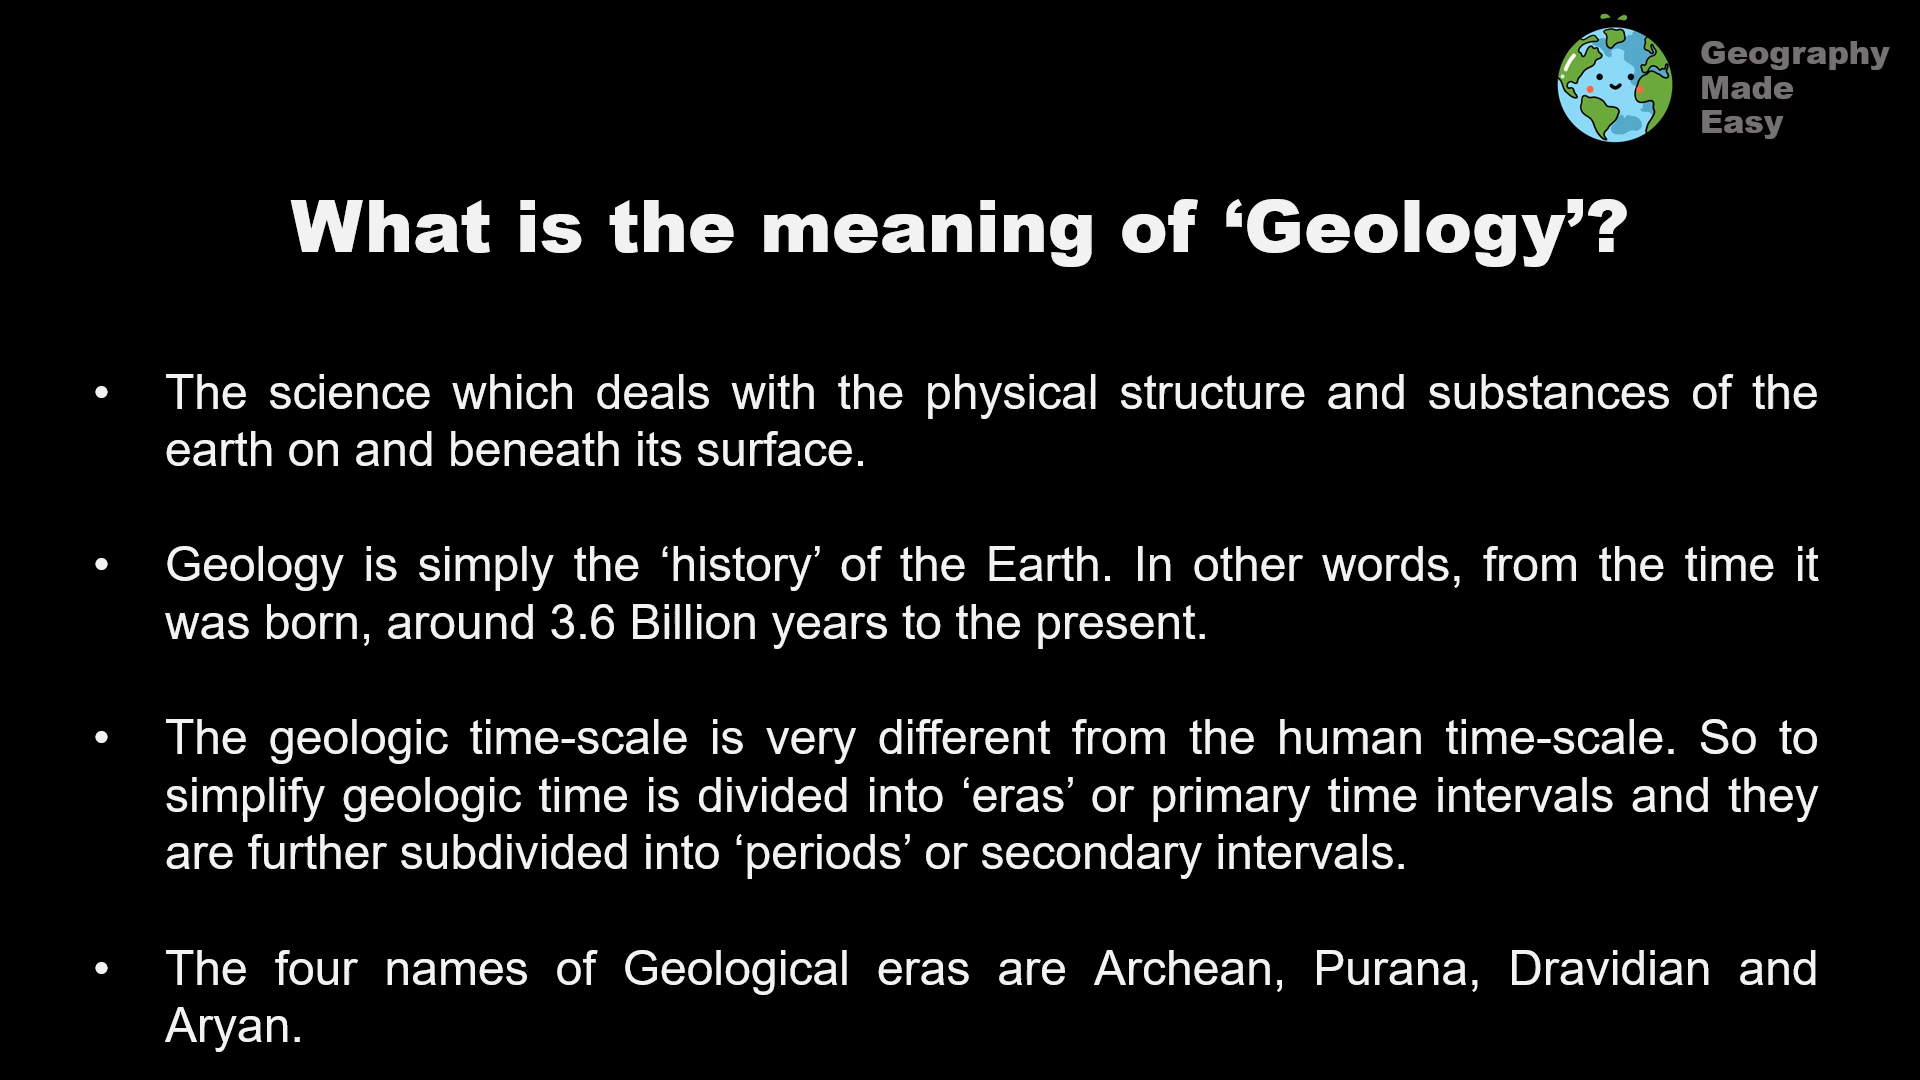 Geography
Made
Easy
What is the meaning of ‘Geology’?
• The science which deals with the physical structure and substances of the
earth on and beneath its surface.
• Geology is simply the ‘history’ of the Earth. In other words, from the time it
was born, around 3.6 Billion years to the present.
• The geologic time-scale is very different from the human time-scale. So to
simplify geologic time is divided into ‘eras’ or primary time intervals and they
are further subdivided into ‘periods’ or secondary intervals.
• The four names of Geological eras are Archean, Purana, Dravidian and
Aryan.